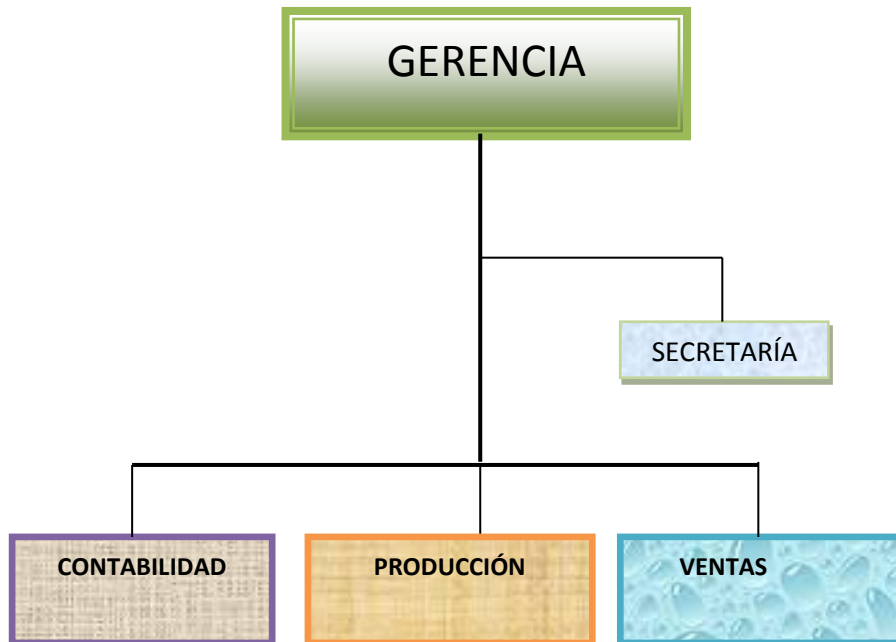 GERENCIA
SECRETARÍA
CONTABILIDAD
PRODUCCIÓN
VENTAS